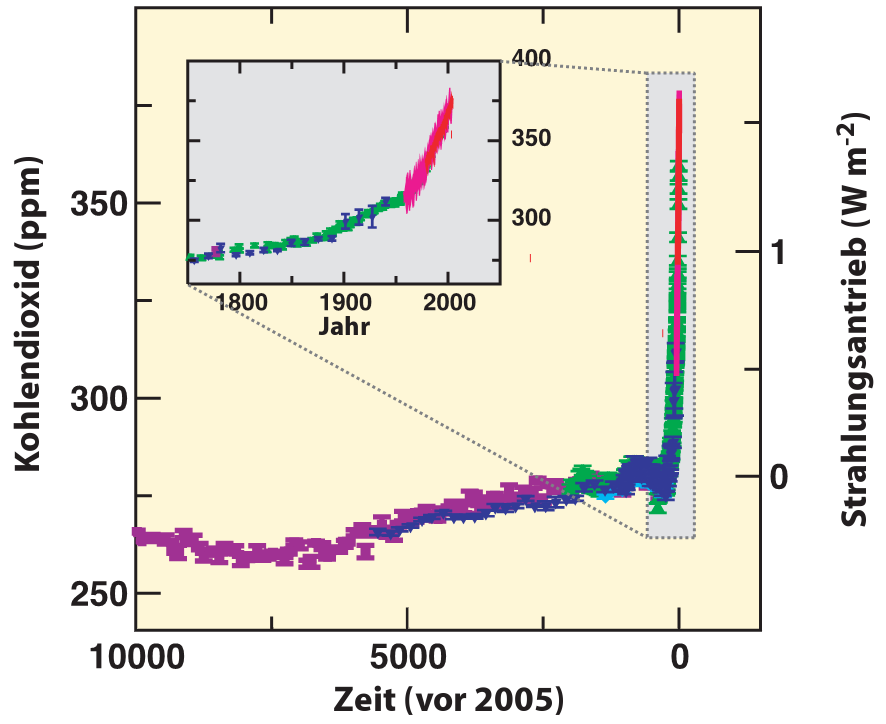 Kohlendioxid (ppm)
350
300
250
400
350
300
1800 1900 2000
Jahr
1
0
Strahlungsantrieb (W m-2)
10000 5000 0
Zeit (vor 2005)